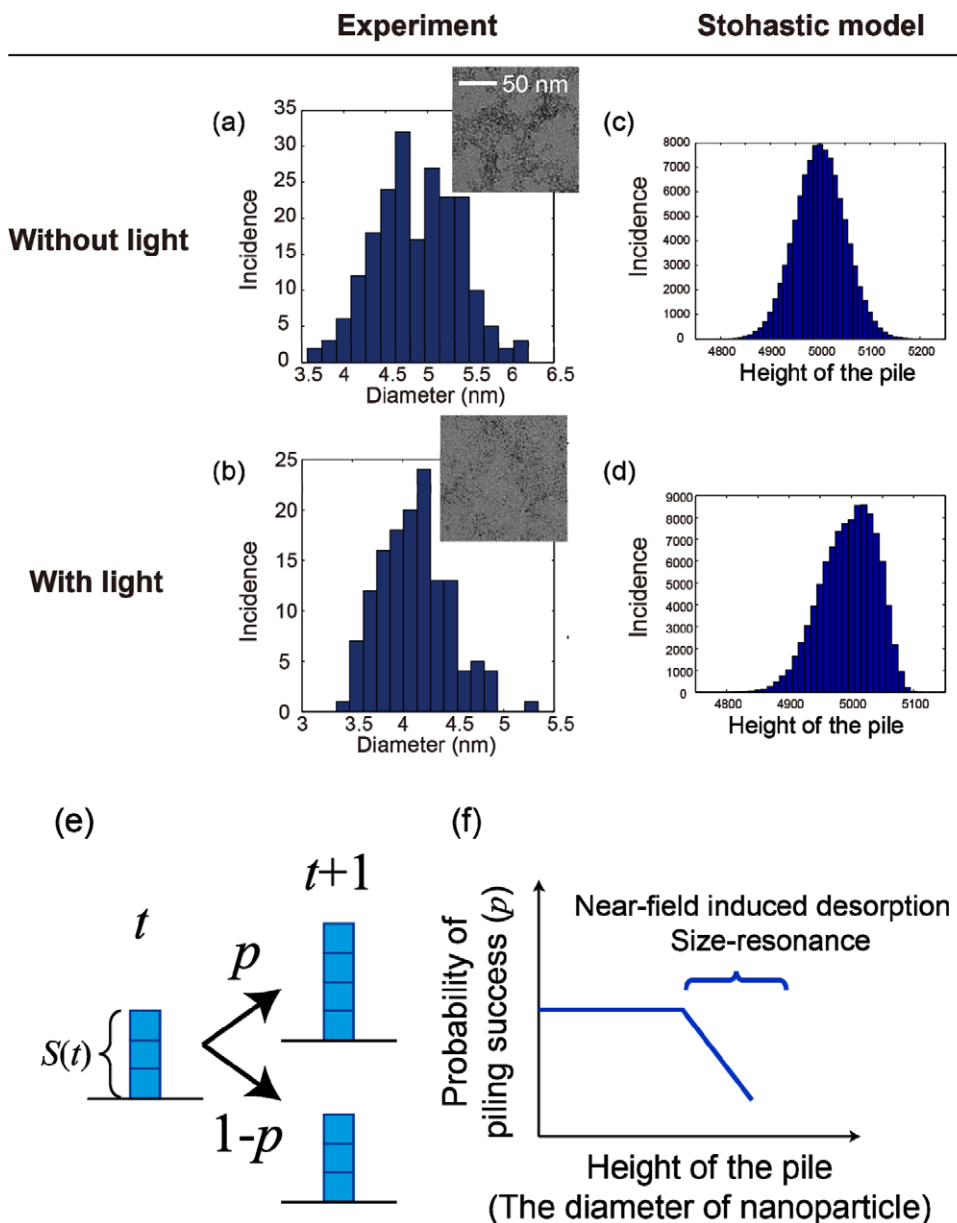 Experiment
Stohastic model
Without light
(a)
50 nm
35
30
25
20
15
10
5
0
Incidence
3.5 4 4.5 5 5.5 6 6.5
Diameter (nm)
(c)
8000
7000
6000
5000
4000
3000
2000
1000
0
Incidence
4800 4900 5000 5100 5200
Height of the pile
With light
(b)
25
20
15
10
5
0
Incidence
3 3.5 4 4.5 5 5.5
Diameter (nm)
(d)
9000
8000
7000
6000
5000
4000
3000
2000
1000
0
Incidence
4800 4900 5000 5100
Height of the pile
(e)
t
t+1
S(t)
p
1-p
(f)
Probability of
piling success (p)
Near-field induced desorption
Size-resonance
Height of the pile
(The diameter of nanoparticle)